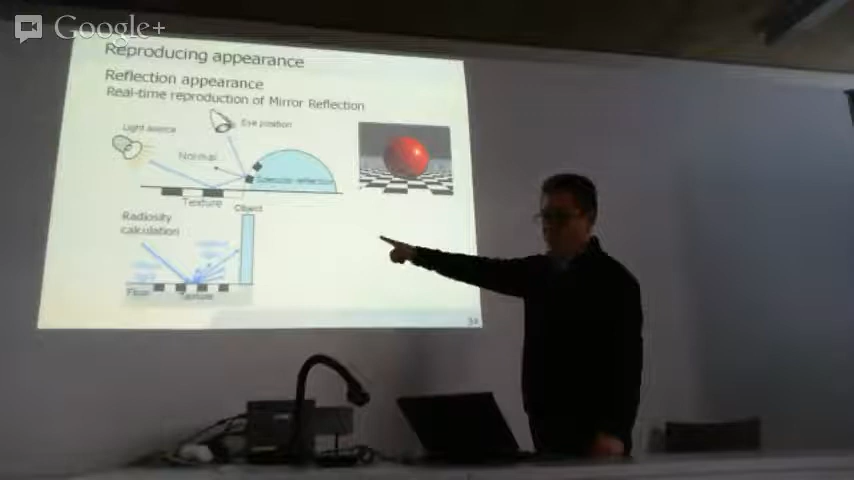 Google+
Reproducing appearance
Reflection appearance
Real-time reproduction of Mirror Reflection
Light source
Eye position
Normal
Specular reflection
Texture
Object
Radiosity
calculation
Floor
Texture